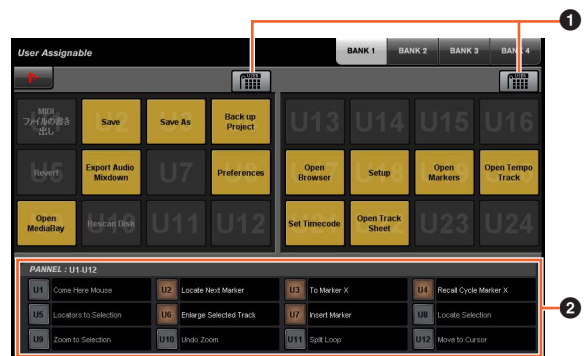 1
User Assignable
BANK 1
BANK 2
BANK 3
BANK 4
U1
MIDI
ファイルの書き
出し
U2
Save
Save As
Back up
Project
U13
U14
U15
U16
U5
Revert
Export Audio
Mixdown
U7
Preferences
Open
Browser
Setup
Open
Markers
Open Tempo
Track
Open
MediaBay
Rescan Disk
U11
U12
Set Timecode
Open Track
Sheet
U23
U24
PANNEL : U1-U12
U1 Come Here Mouse
U2 Locate Next Marker
U3 To Marker X
U4 Recall Cycle Marker X
U5 Locators to Selection
U6 Enlarge Selected Track
U7 Insert Marker
U8 Locate Selection
U9 Zoom to Selection
U10 Undo Zoom
U11 Split Loop
U12 Move to Cursor
2